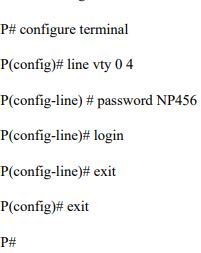 P# configure terminal
P(config)# line vty 0 4
P(config-line) # password NP456
P(config-line)# login
P(config-line)# exit
P(config)# exit
P#